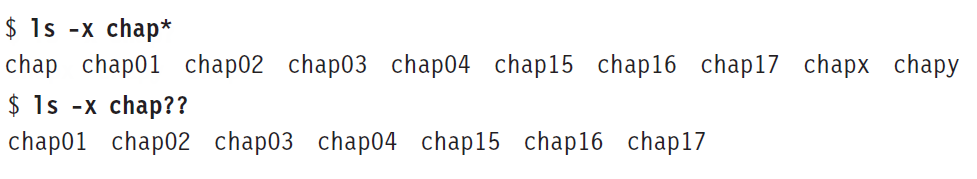 $ ls -x chap*
chap chap01 chap02 chap03 chap04 chap15 chap16 chap17 chapx chapy
$ ls -x chap??
chap01 chap02 chap03 chap04 chap15 chap16 chap17